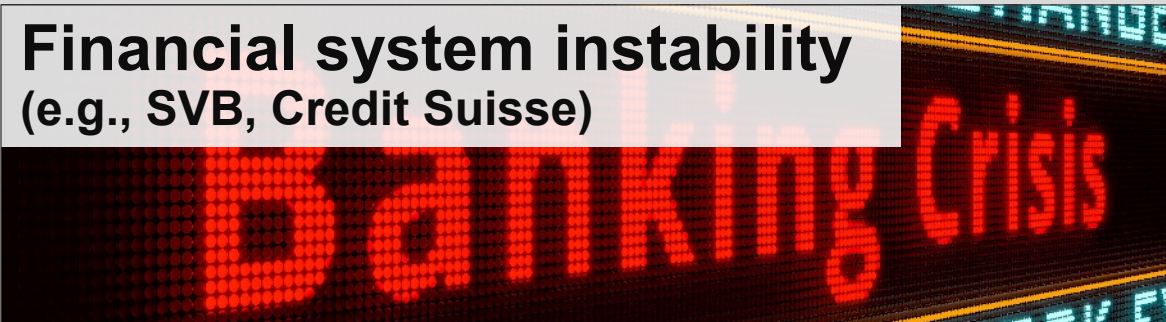 Financial system instability
(e.g., SVB, Credit Suisse)
Banking Crisis